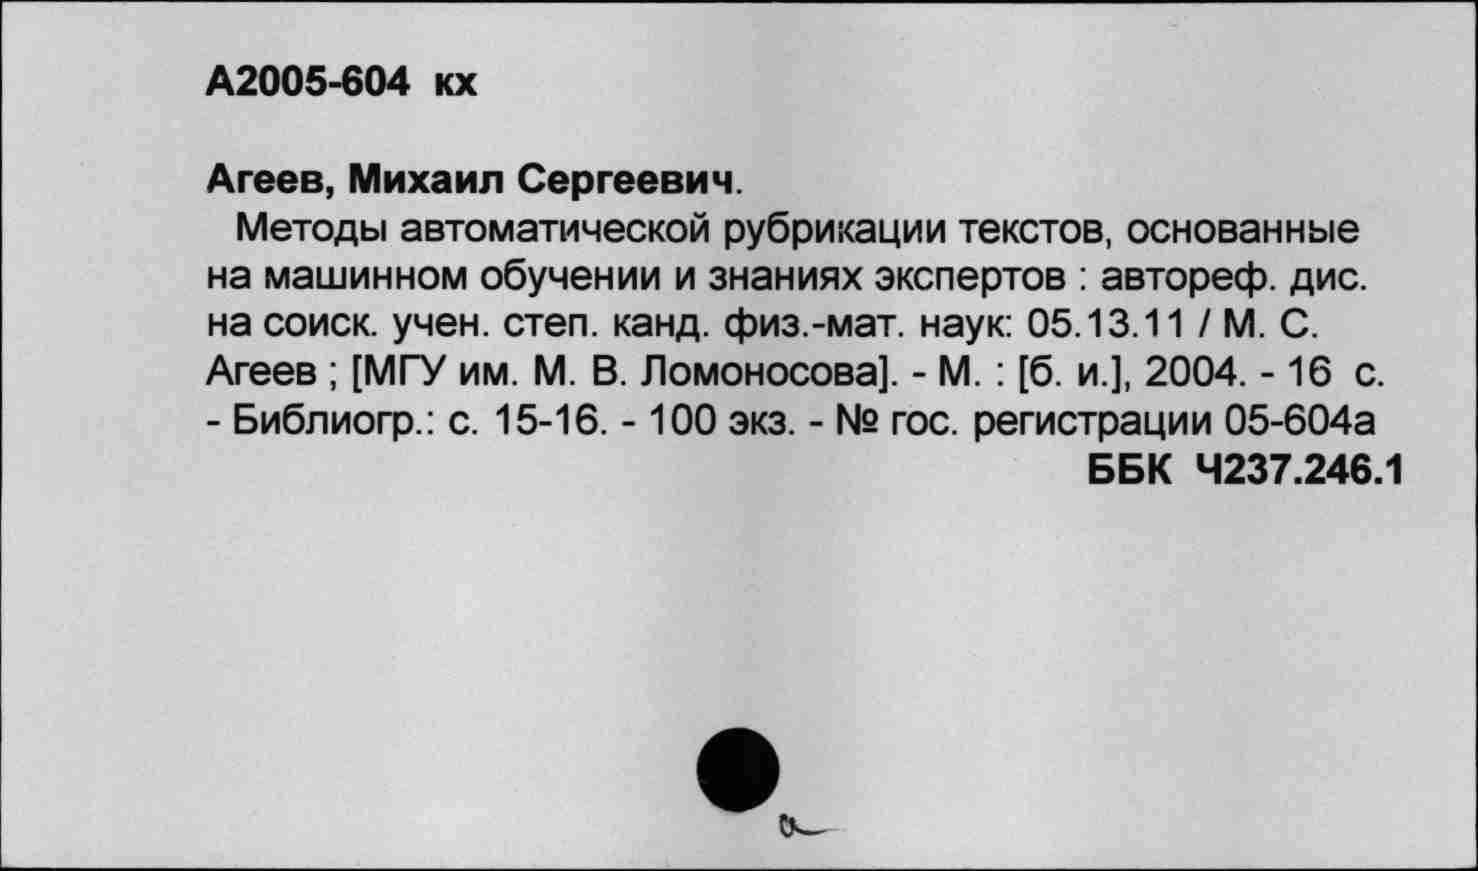 А2005-604 кх
Агеев, Михаил Сергеевич.
Методы автоматической рубрикации текстов, основанные
на машинном обучении и знаниях экспертов : автореф. дис.
на соиск. учен. степ. канд. физ.-мат. наук: 05.13.11 / М. С.
Агеев ; [МГУ им. М. В. Ломоносова]. - М. : [б. и.], 2004. - 16 с.
- Библиогр.: с. 15-16. - 100 экз. - № гос. регистрации 05-604а
ББК Ч237.246.1